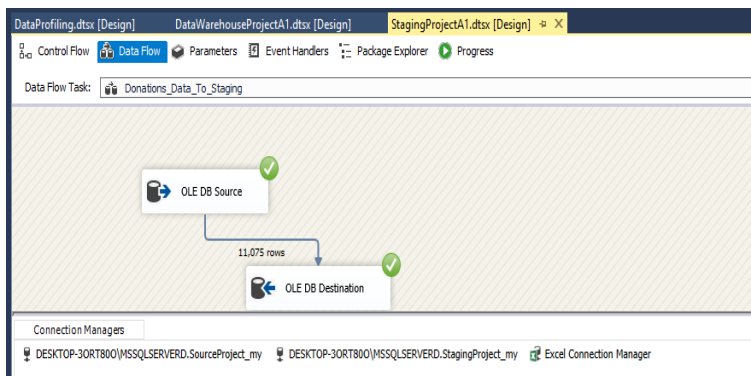 DataProfiling.dtsx [Design] DataWarehouseProjectA1.dtsx [Design] StagingProjectA1.dtsx [Design]
Control Flow Data Flow Parameters Event Handlers Package Explorer Progress
Data Flow Task: Donations_Data_To_Staging
OLE DB Source
11,075 rows
OLE DB Destination
Connection Managers
DESKTOP-3ORT80O\MSSQLSERVERD.SourceProject_my DESKTOP-3ORT80O\MSSQLSERVERD.StagingProject_my Excel Connection Manager